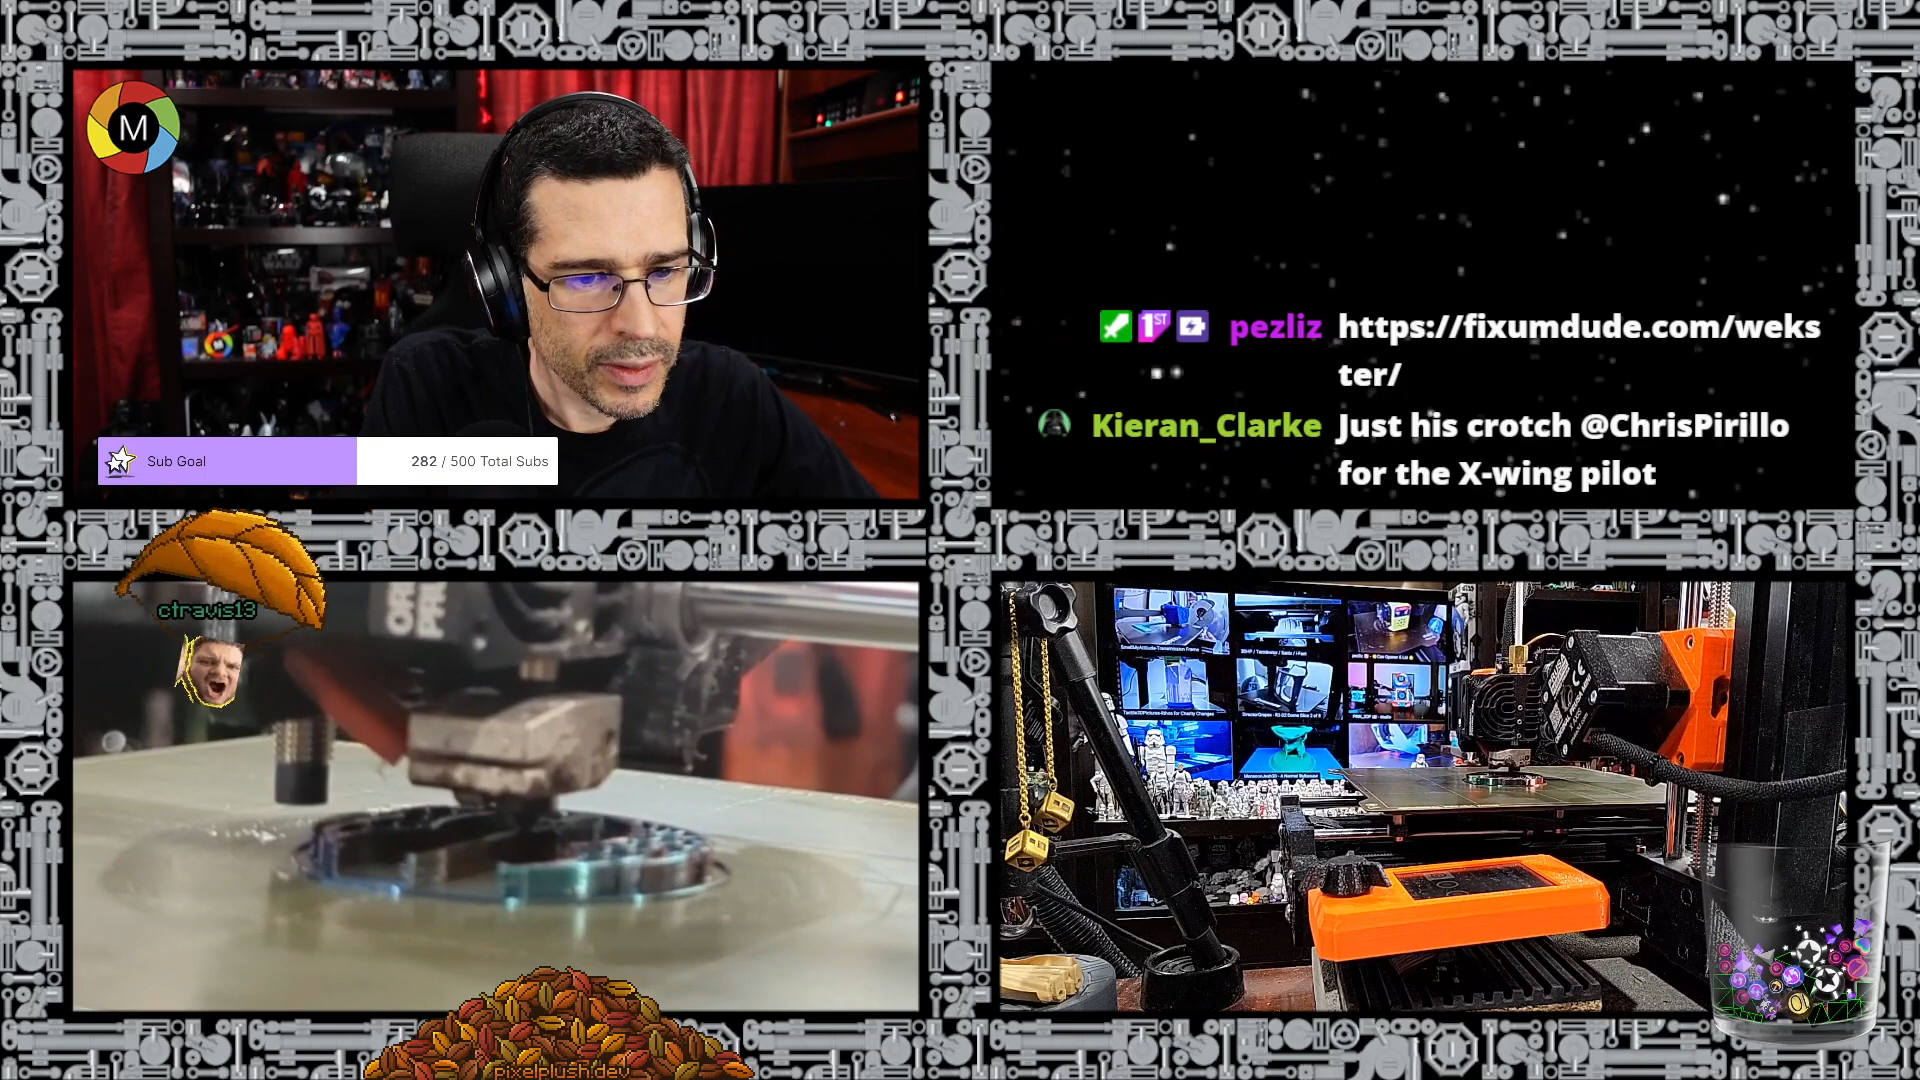 M
Sub Goal
282 / 500 Total Subs
pezliz https://fixumdude.com/weks
ter/
Kieran_Clarke Just his crotch @ChrisPirillo
for the X-wing pilot
ctravis13
pixelplush.dev